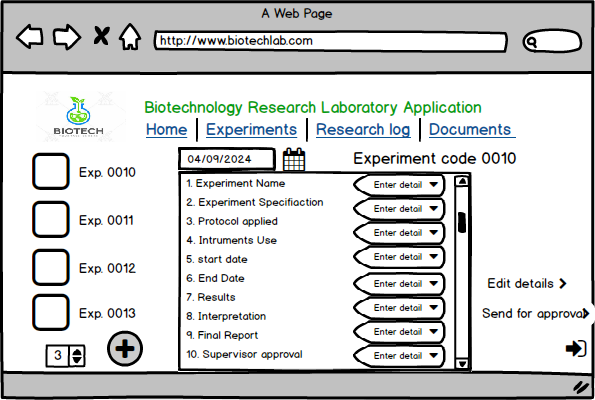 A Web Page
http://www.biotechlab.com
Biotechnology Research Laboratory Application
BIOTECH
Home
Experiments
Research log
Documents
04/09/2024
Experiment code 0010
Exp. 0010
Exp. 0011
Exp. 0012
Exp. 0013
3
1. Experiment Name
Enter detail
2. Experiment Specifiaction
Enter detail
3. Protocol applied
Enter detail
4. Intruments Use
Enter detail
5. start date
Enter detail
6. End Date
Enter detail
7. Results
Enter detail
8. Interpretation
Enter detail
9. Final Report
Enter detail
10. Supervisor approval
Edit details
Send for approval